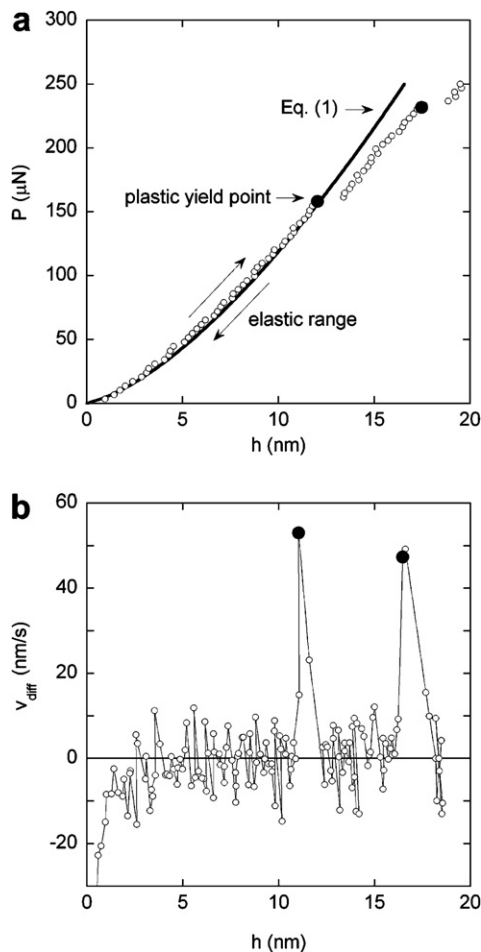 a
300
250
200
150
100
50
0
P (μN)
Eq. (1)
plastic yield point
elastic range
0 5 10 15 20
h (nm)
b
60
40
20
0
-20
v_diff (nm/s)
0 5 10 15 20
h (nm)